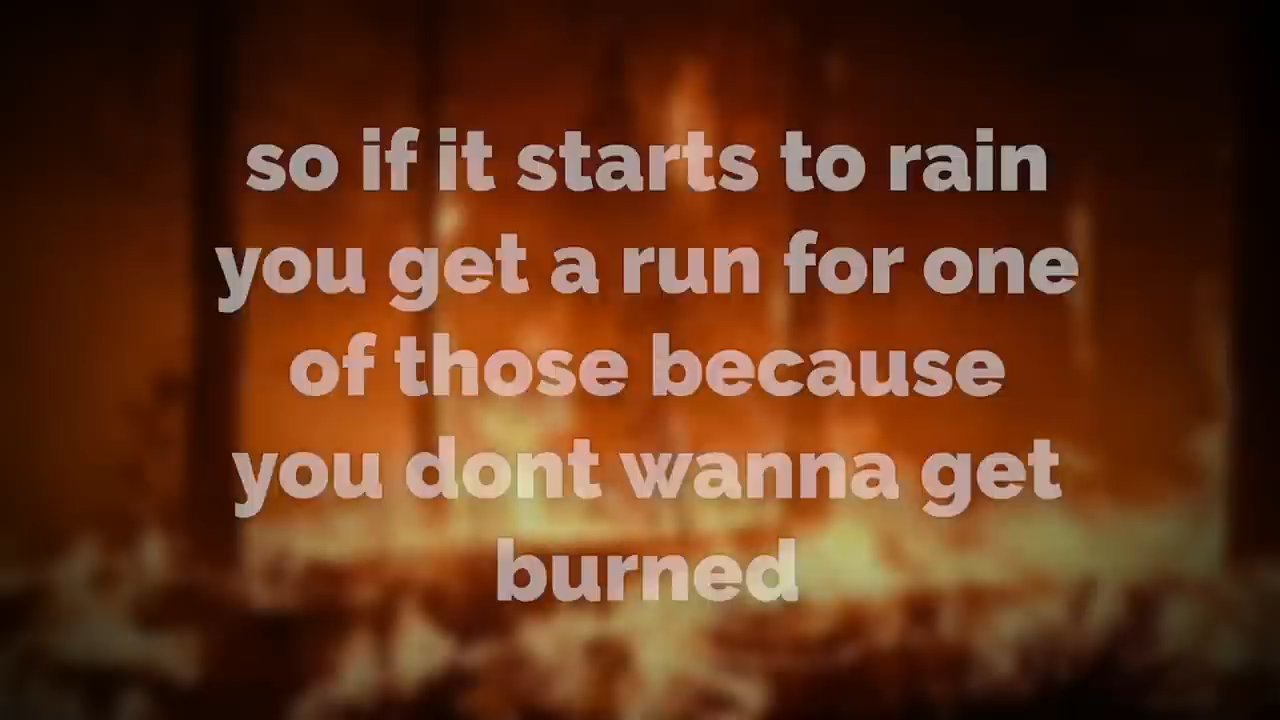 so if it starts to rain
you get a run for one
of those because
you dont wanna get
burned